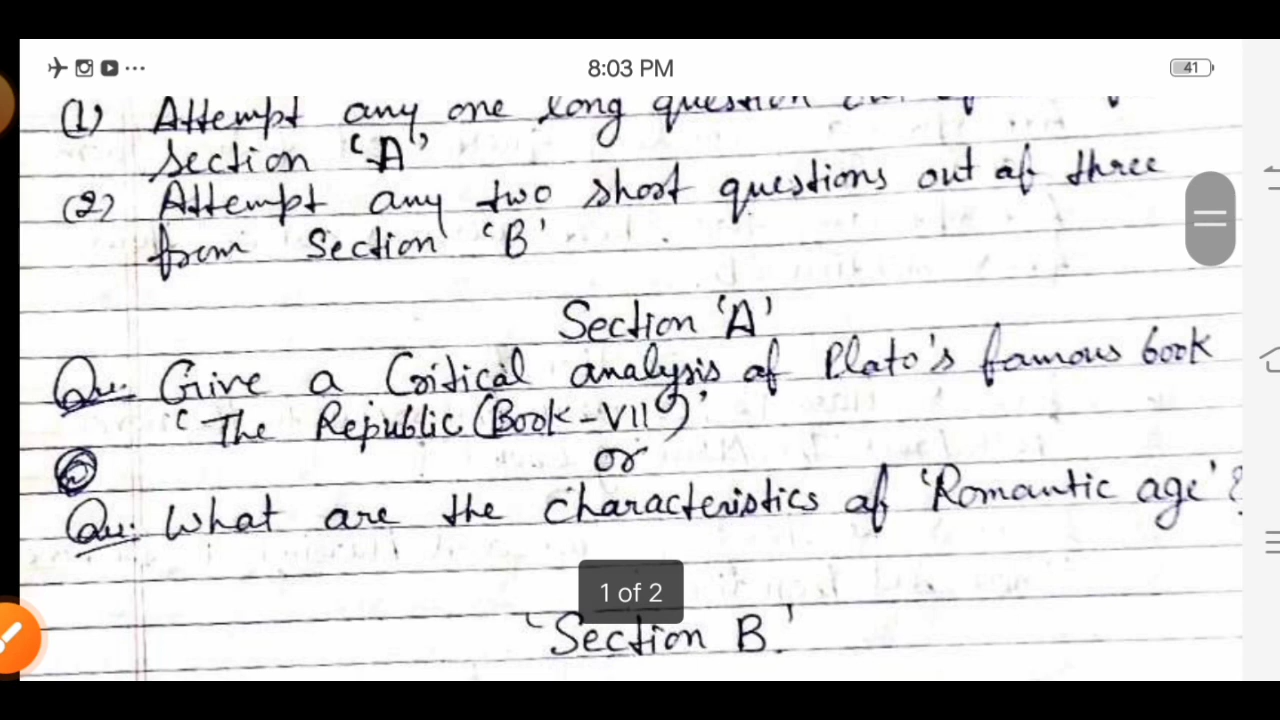 8:03 PM
41
(1) Attempt any one long question
section 'A'
(2) Attempt any two short questions out of three
from Section 'B'
Section 'A'
Qu: Give a Critical analysis of Plato's famous book
"The Republic (Book-VII)"
or
Qu: What are the characteristics of 'Romantic age'?
1 of 2
'Section B.'